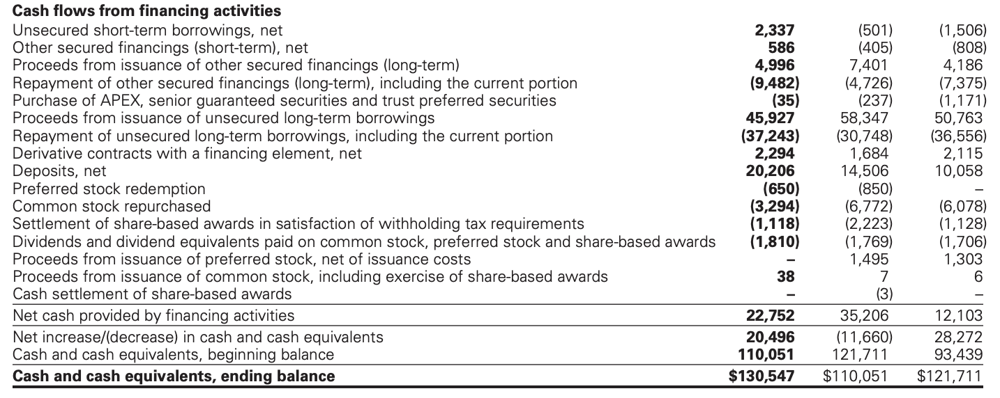 Cash flows from financing activities
Unsecured short-term borrowings, net 2,337 (501) (1,506)
Other secured financings (short-term), net 586 (405) (808)
Proceeds from issuance of other secured financings (long-term) 4,996 7,401 4,186
Repayment of other secured financings (long-term), including the current portion (9,482) (4,726) (7,375)
Purchase of APEX, senior guaranteed securities and trust preferred securities (35) (237) (1,171)
Proceeds from issuance of unsecured long-term borrowings 45,927 58,347 50,763
Repayment of unsecured long-term borrowings, including the current portion (37,243) (30,748) (36,556)
Derivative contracts with a financing element, net 2,294 1,684 2,115
Deposits, net 20,206 14,506 10,058
Preferred stock redemption (650) (850) –
Common stock repurchased (3,294) (6,772) (6,078)
Settlement of share-based awards in satisfaction of withholding tax requirements (1,118) (2,223) (1,128)
Dividends and dividend equivalents paid on common stock, preferred stock and share-based awards (1,810) (1,769) (1,706)
Proceeds from issuance of preferred stock, net of issuance costs – 1,495 1,303
Proceeds from issuance of common stock, including exercise of share-based awards 38 7 6
Cash settlement of share-based awards – (3) –
Net cash provided by financing activities 22,752 35,206 12,103
Net increase/(decrease) in cash and cash equivalents 20,496 (11,660) 28,272
Cash and cash equivalents, beginning balance 110,051 121,711 93,439
Cash and cash equivalents, ending balance $130,547 $110,051 $121,711